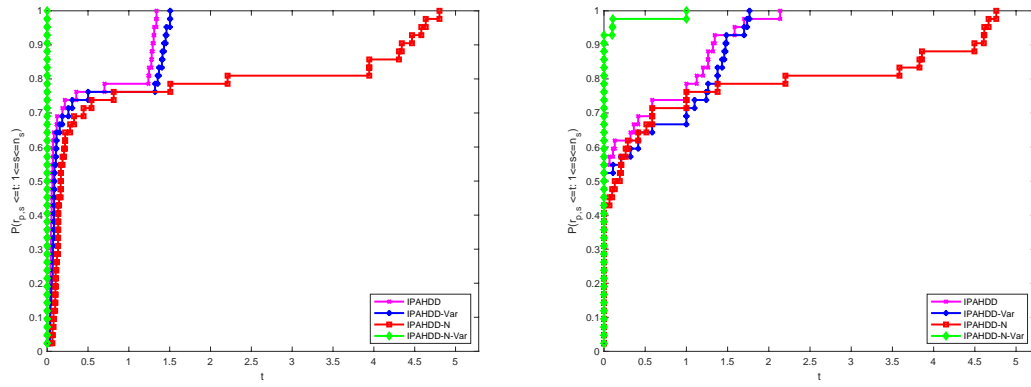 1
0.9
0.8
0.7
0.6
0.5
0.4
0.3
0.2
0.1
0
P(r_{p,s} <=t: 1<=s<=n_s)
0 0.5 1 1.5 2 2.5 3 3.5 4 4.5 5
t
IPAHDD
IPAHDD-Var
IPAHDD-N
IPAHDD-N-Var
1
0.9
0.8
0.7
0.6
0.5
0.4
0.3
0.2
0.1
0
P(r_{p,s} <=t: 1<=s<=n_s)
0 0.5 1 1.5 2 2.5 3 3.5 4 4.5 5
t
IPAHDD
IPAHDD-Var
IPAHDD-N
IPAHDD-N-Var